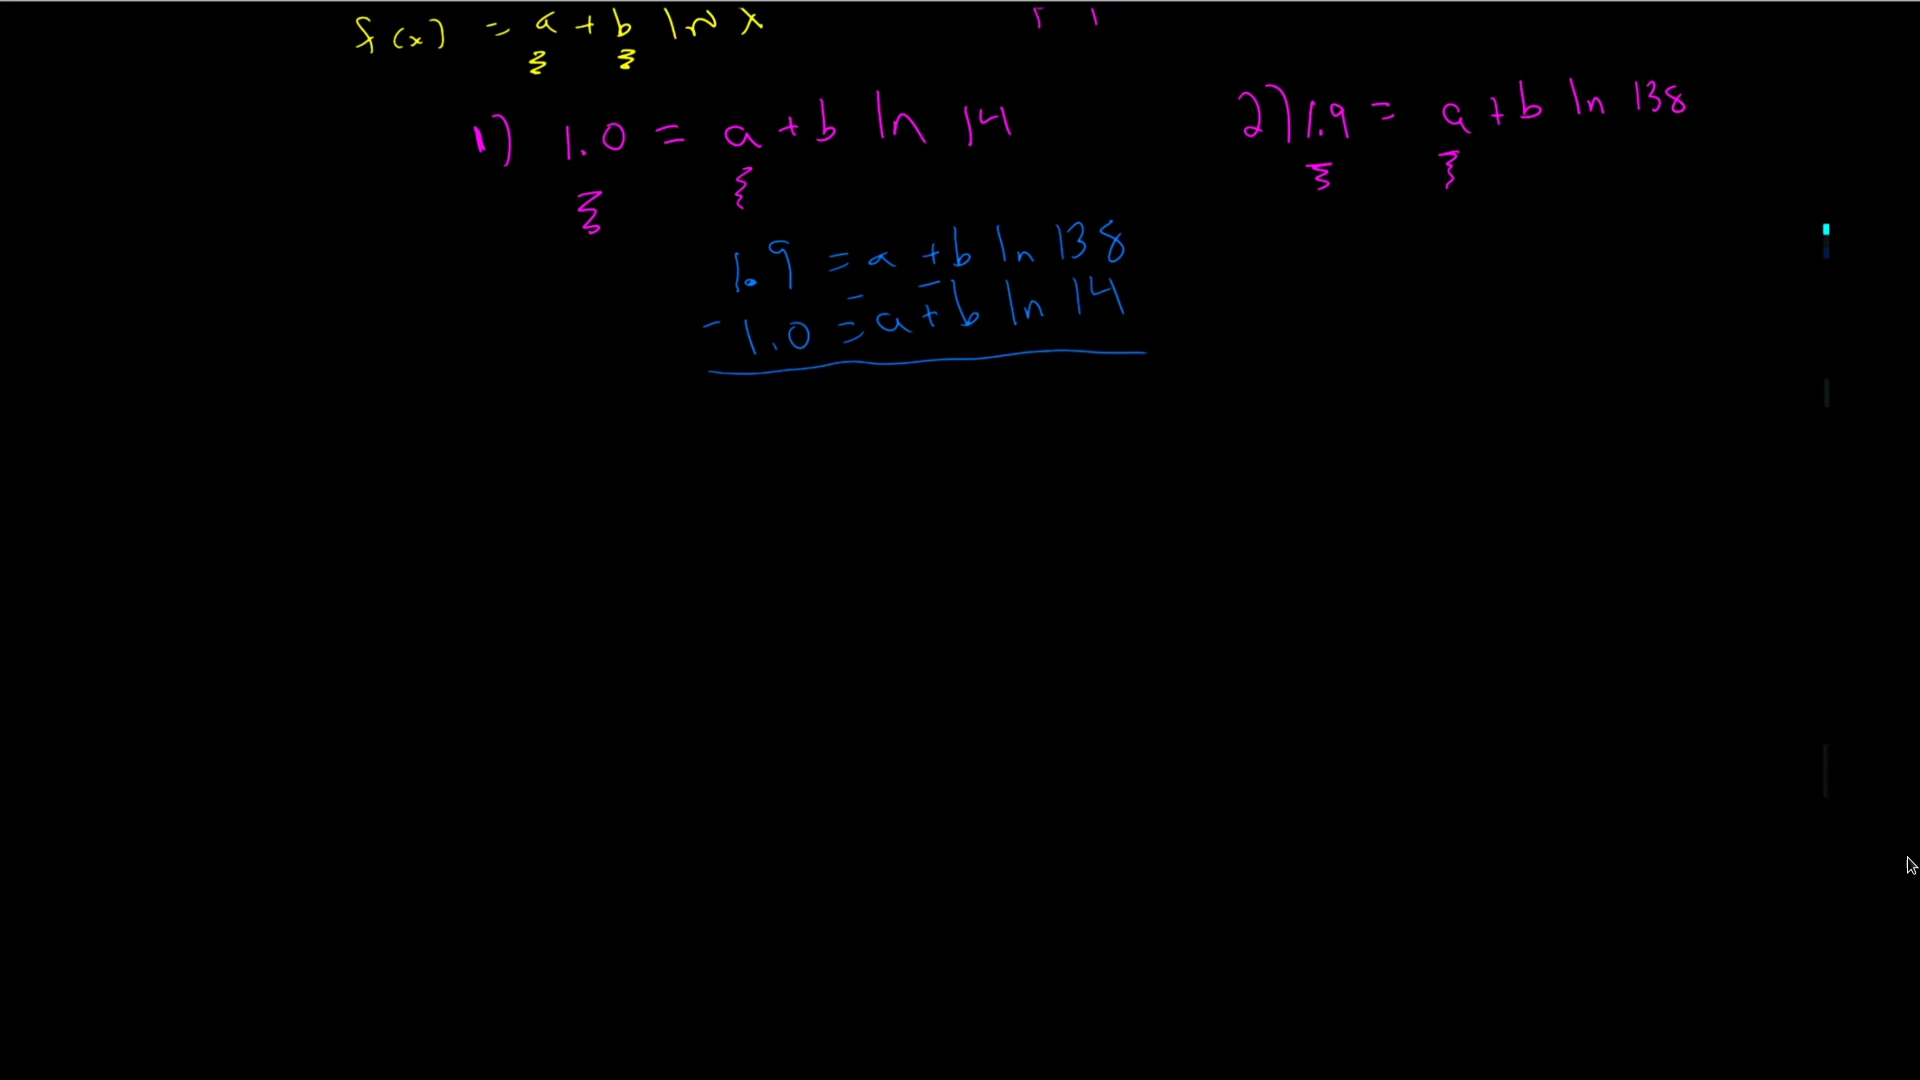 f(x) = a + b ln x
1) 1.0 = a + b ln 14
2) 1.9 = a + b ln 138
1.9 = a + b ln 138
- 1.0 = a + b ln 14